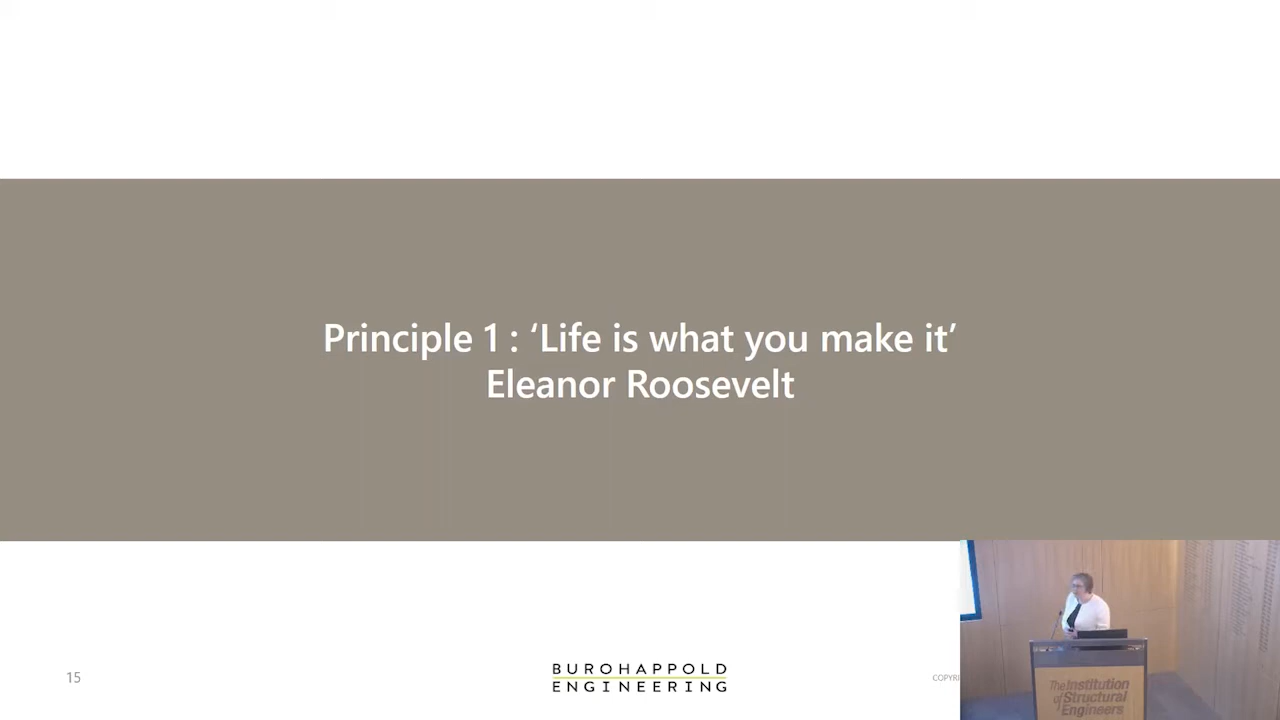 Principle 1 : ‘Life is what you make it’
Eleanor Roosevelt
15
BUROHAPPOLD
ENGINEERING
The Institution
of Structural
Engineers